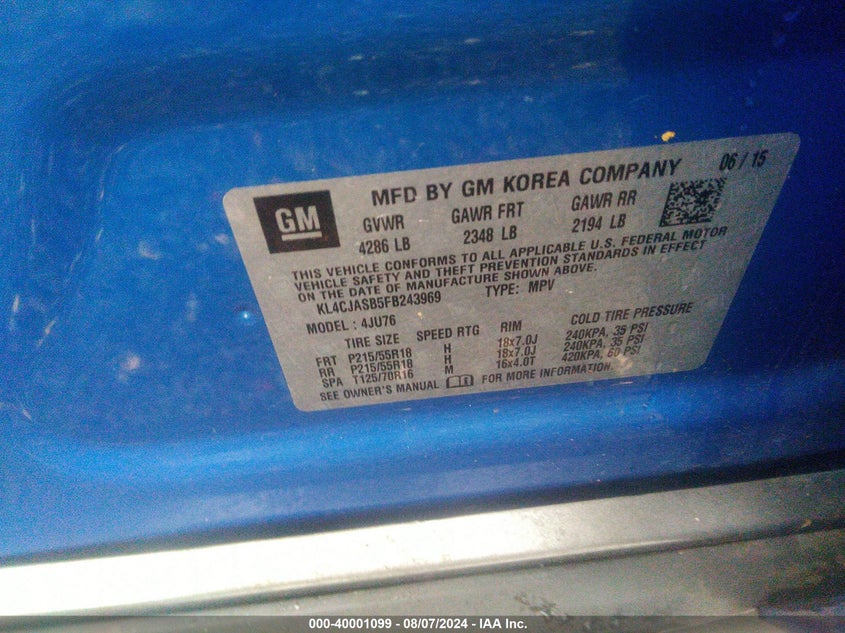 GM
MFD BY GM KOREA COMPANY 06 / 15
GVWR GAWR FRT GAWR RR
4286 LB 2348 LB 2194 LB
THIS VEHICLE CONFORMS TO ALL APPLICABLE U.S. FEDERAL MOTOR
VEHICLE SAFETY AND THEFT PREVENTION STANDARDS IN EFFECT
ON THE DATE OF MANUFACTURE SHOWN ABOVE.
KL4CJASB5FB243969 TYPE: MPV
MODEL: 4JU76
TIRE SIZE SPEED RTG RIM COLD TIRE PRESSURE
FRT P215/55R18 H 18x7.0J 240KPA, 35 PSI
RR P215/55R18 H 18x7.0J 240KPA, 35 PSI
SPA T125/70R16 M 16x4.0T 420KPA, 60 PSI
SEE OWNER'S MANUAL FOR MORE INFORMATION.
000-40001099 — 08/07/2024 — IAA Inc.